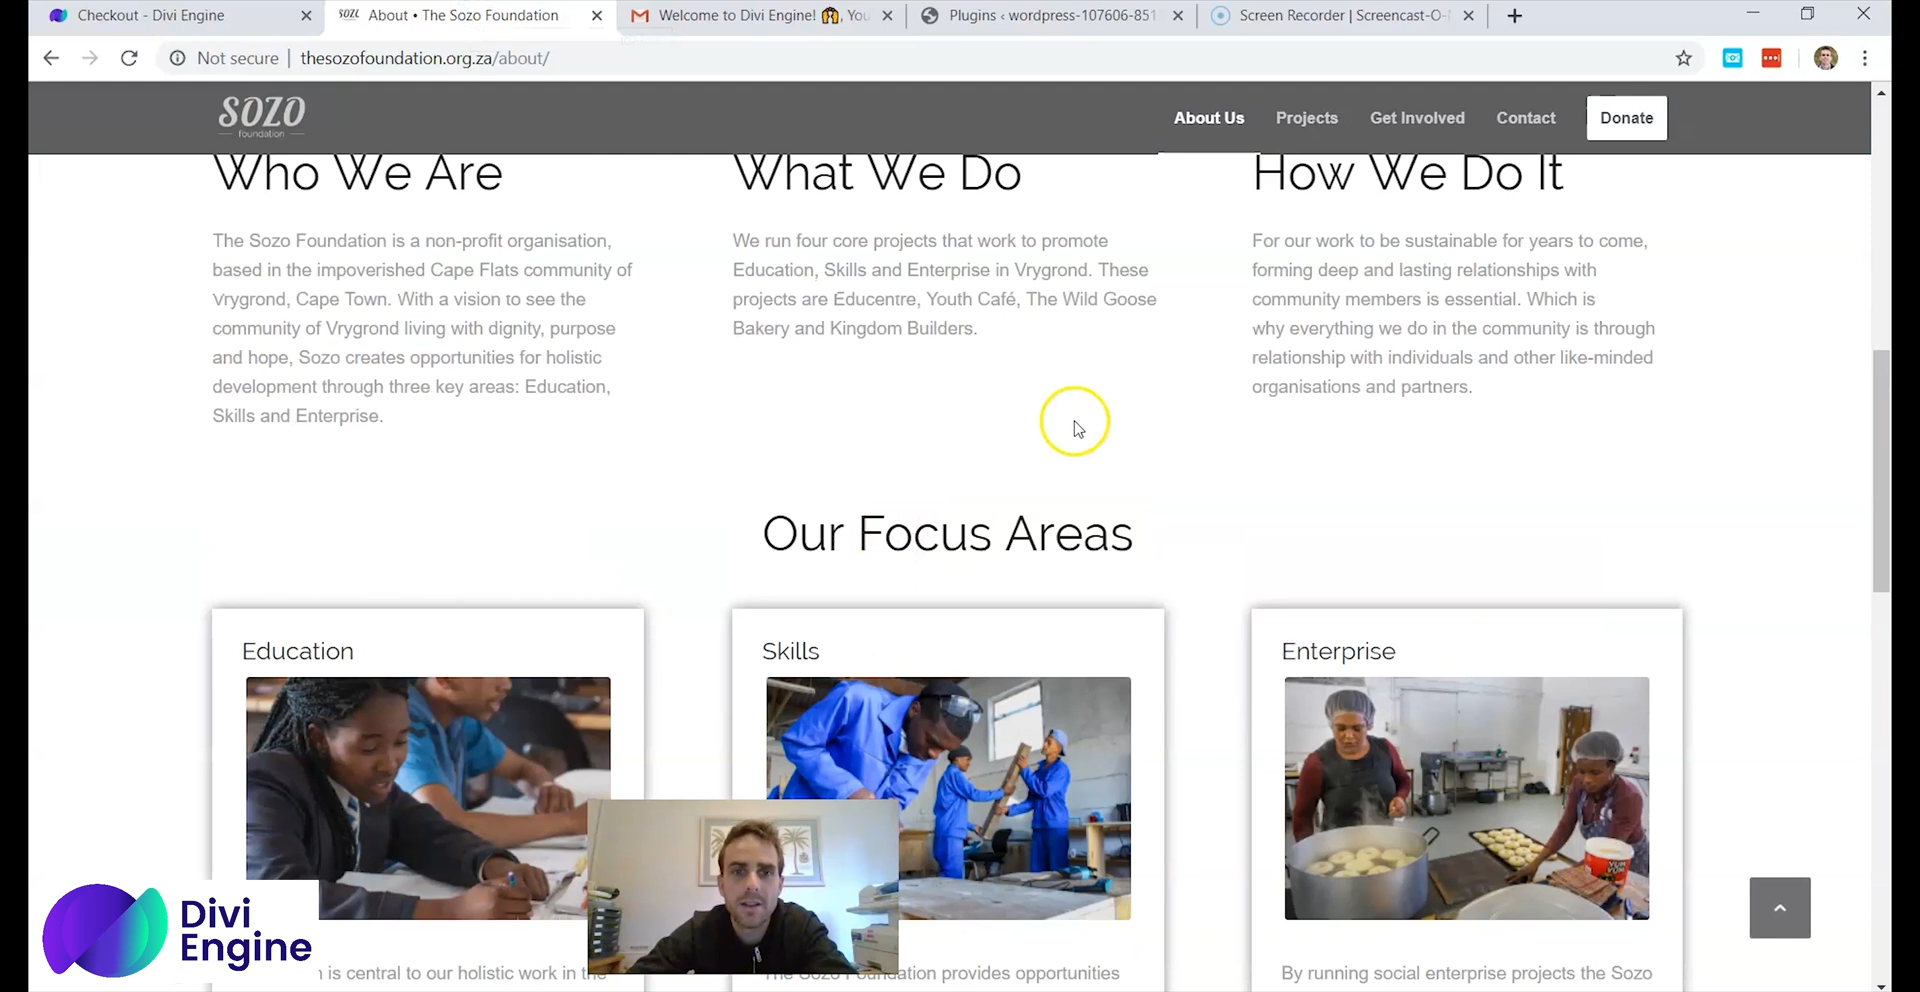 Checkout - Divi Engine
SOZO
About • The Sozo Foundation
Welcome to Divi Engine! 🙌, You
Plugins ‹ wordpress-107606-851
Screen Recorder | Screencast-O-
Not secure | thesozofoundation.org.za/about/
SOZO
foundation
About Us
Projects
Get Involved
Contact
Donate
Who We Are
The Sozo Foundation is a non-profit organisation,
based in the impoverished Cape Flats community of
Vrygrond, Cape Town. With a vision to see the
community of Vrygrond living with dignity, purpose
and hope, Sozo creates opportunities for holistic
development through three key areas: Education,
Skills and Enterprise.
What We Do
We run four core projects that work to promote
Education, Skills and Enterprise in Vrygrond. These
projects are Educentre, Youth Café, The Wild Goose
Bakery and Kingdom Builders.
How We Do It
For our work to be sustainable for years to come,
forming deep and lasting relationships with
community members is essential. Which is
why everything we do in the community is through
relationship with individuals and other like-minded
organisations and partners.
Our Focus Areas
Education
Skills
Enterprise
YUM
YUM
Divi
Engine
is central to our holistic work in the
The Sozo Foundation provides opportunities
By running social enterprise projects the Sozo